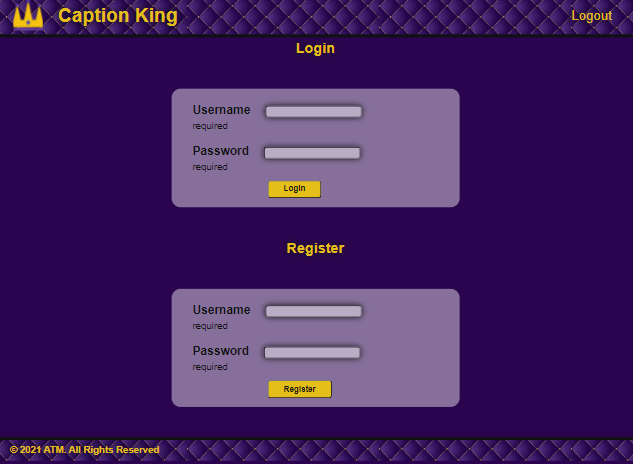 Caption King
Logout
Login
Username
required
Password
required
Login
Register
Username
required
Password
required
Register
© 2021 ATM. All Rights Reserved